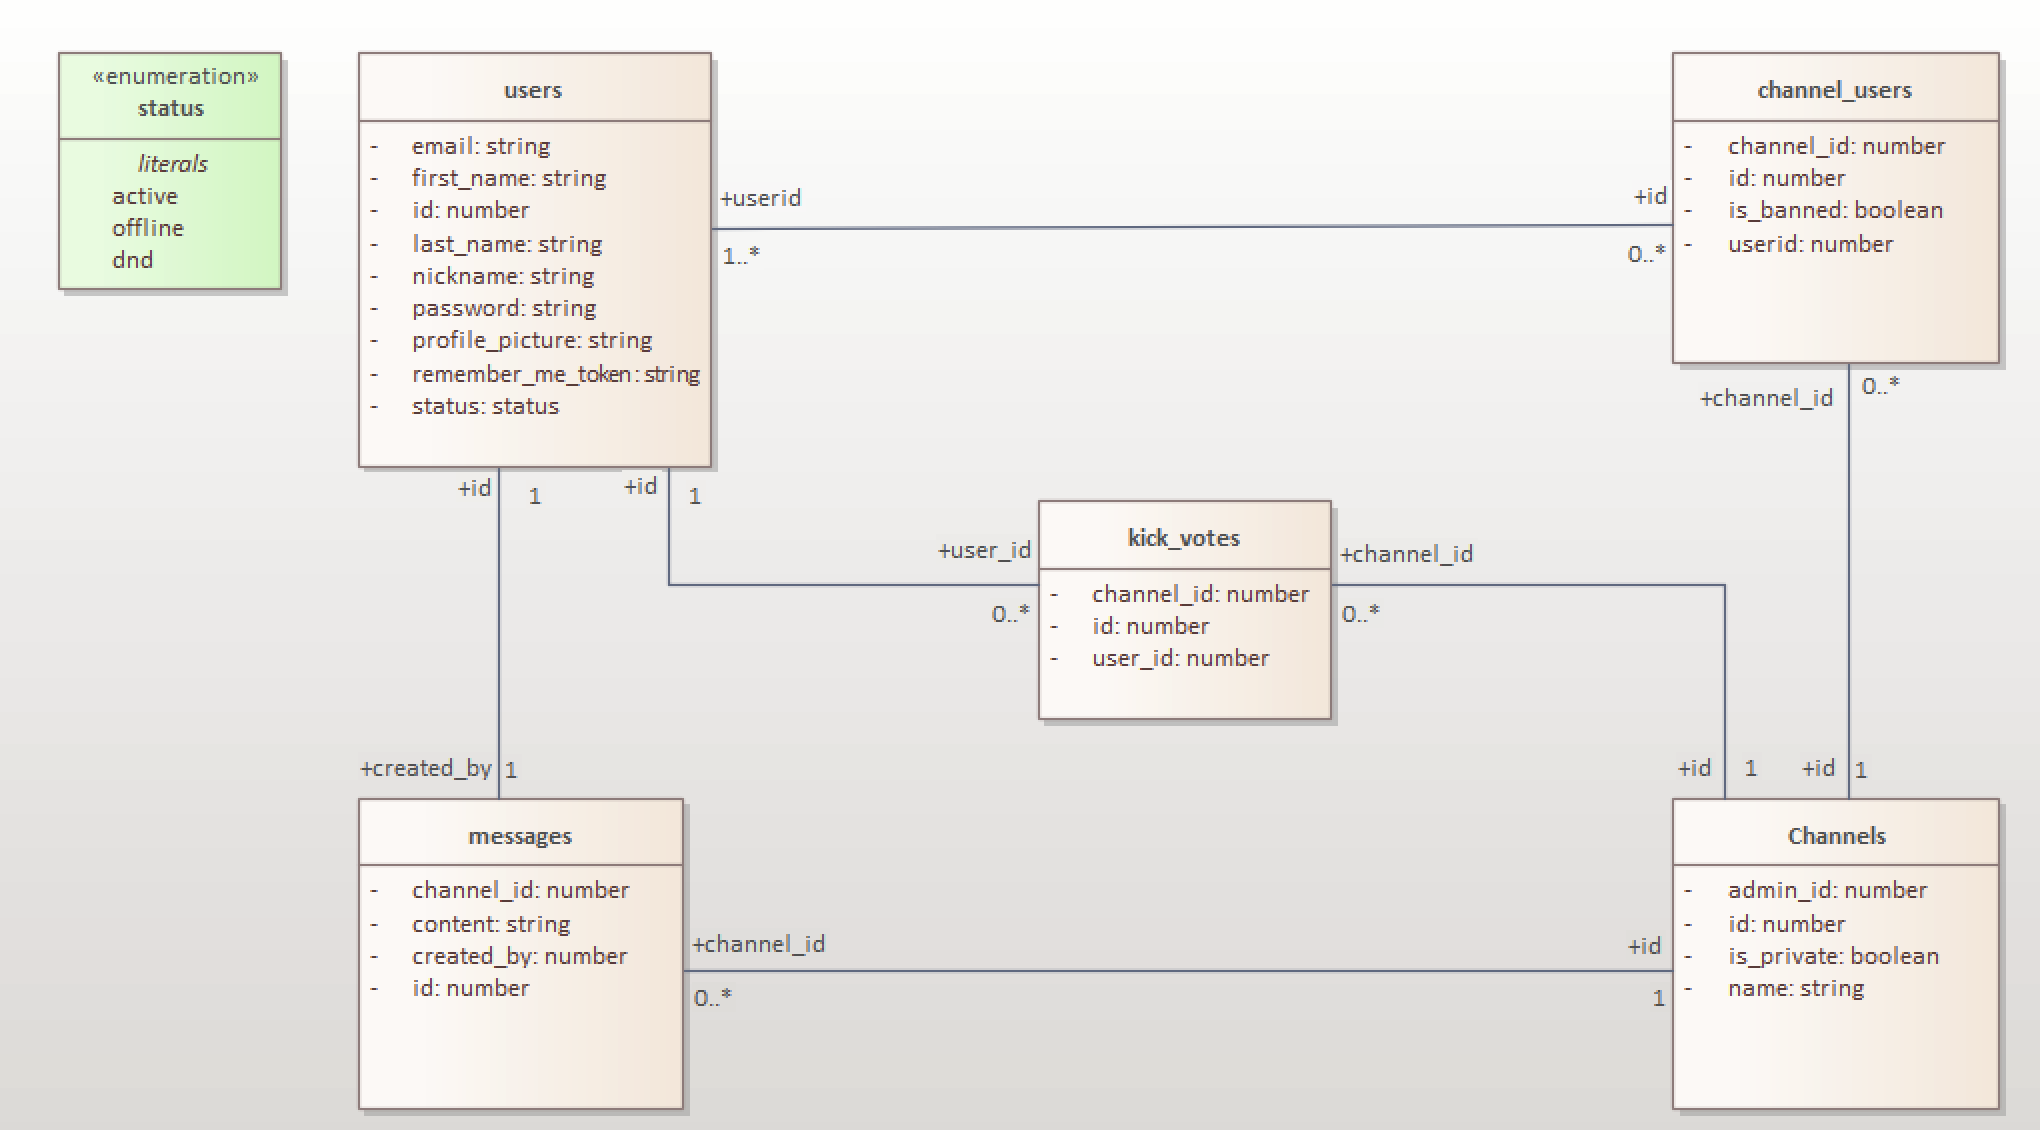 «enumeration»
status
literals
active
offline
dnd
users
- email: string
- first_name: string
- id: number
- last_name: string
- nickname: string
- password: string
- profile_picture: string
- remember_me_token: string
- status: status
channel_users
- channel_id: number
- id: number
- is_banned: boolean
- userid: number
+userid
1..*
+id
0..*
+channel_id
0..*
+id
1
+id
1
kick_votes
- channel_id: number
- id: number
- user_id: number
+user_id
0..*
+channel_id
0..*
+created_by
1
+id
1
+id
1
messages
- channel_id: number
- content: string
- created_by: number
- id: number
+channel_id
0..*
+id
1
Channels
- admin_id: number
- id: number
- is_private: boolean
- name: string